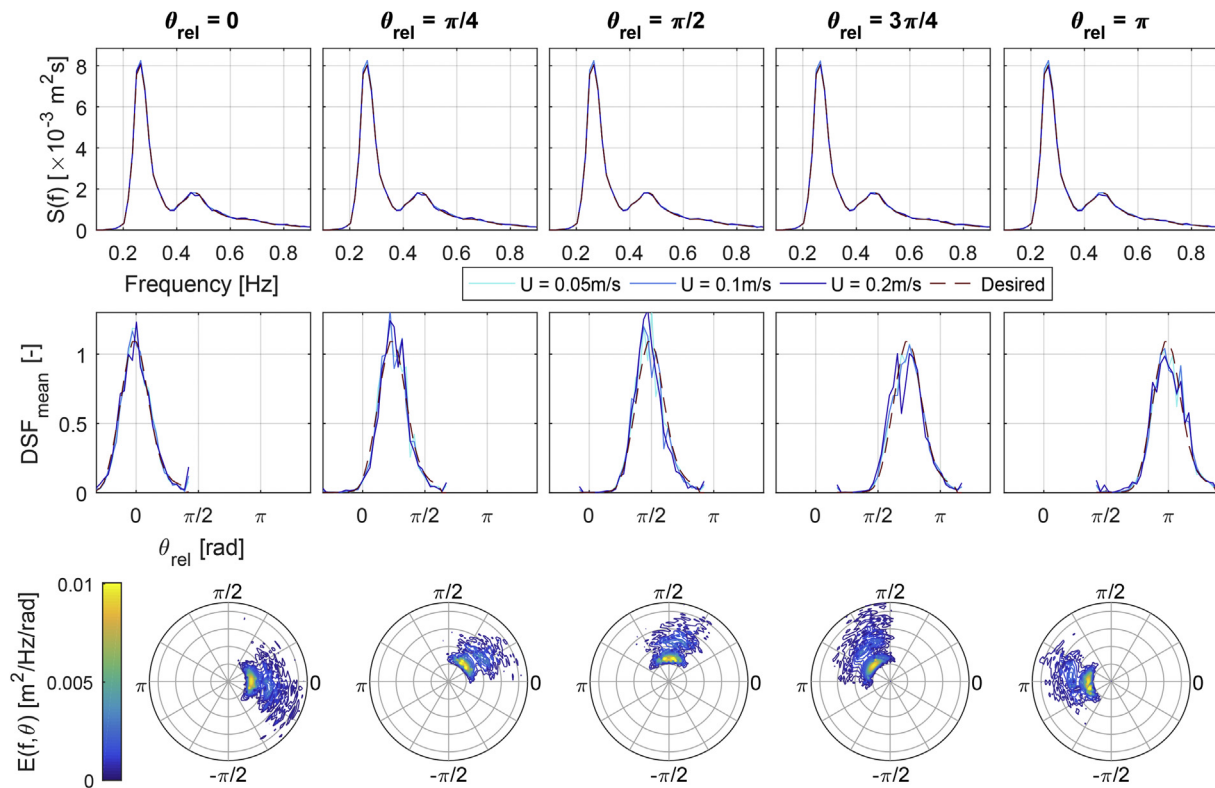 θrel = 0 θrel = π/4 θrel = π/2 θrel = 3π/4 θrel = π
S(f) [×10⁻³ m²s]
8
6
4
2
0
0.2 0.4 0.6 0.8 0.2 0.4 0.6 0.8 0.2 0.4 0.6 0.8 0.2 0.4 0.6 0.8 0.2 0.4 0.6 0.8
Frequency [Hz]
U = 0.05m/s U = 0.1m/s U = 0.2m/s Desired
DSFmean [-]
1
0.5
0
0 π/2 π 0 π/2 π 0 π/2 π 0 π/2 π 0 π/2 π
θrel [rad]
E(f,θ) [m²/Hz/rad]
0.01
0.005
0
π/2 π/2 π/2 π/2 π/2
π 0 π 0 π 0 π 0 π 0
-π/2 -π/2 -π/2 -π/2 -π/2